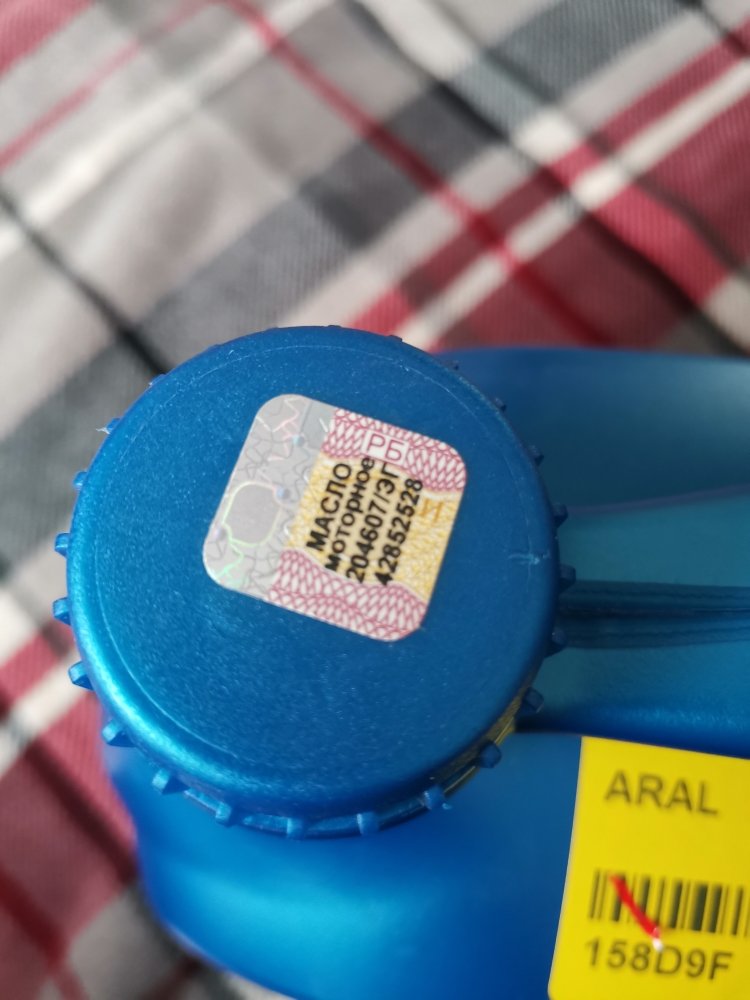 РБ
И
МАСЛО
моторное
204607/ЭГ
42852528
ARAL
158D9F